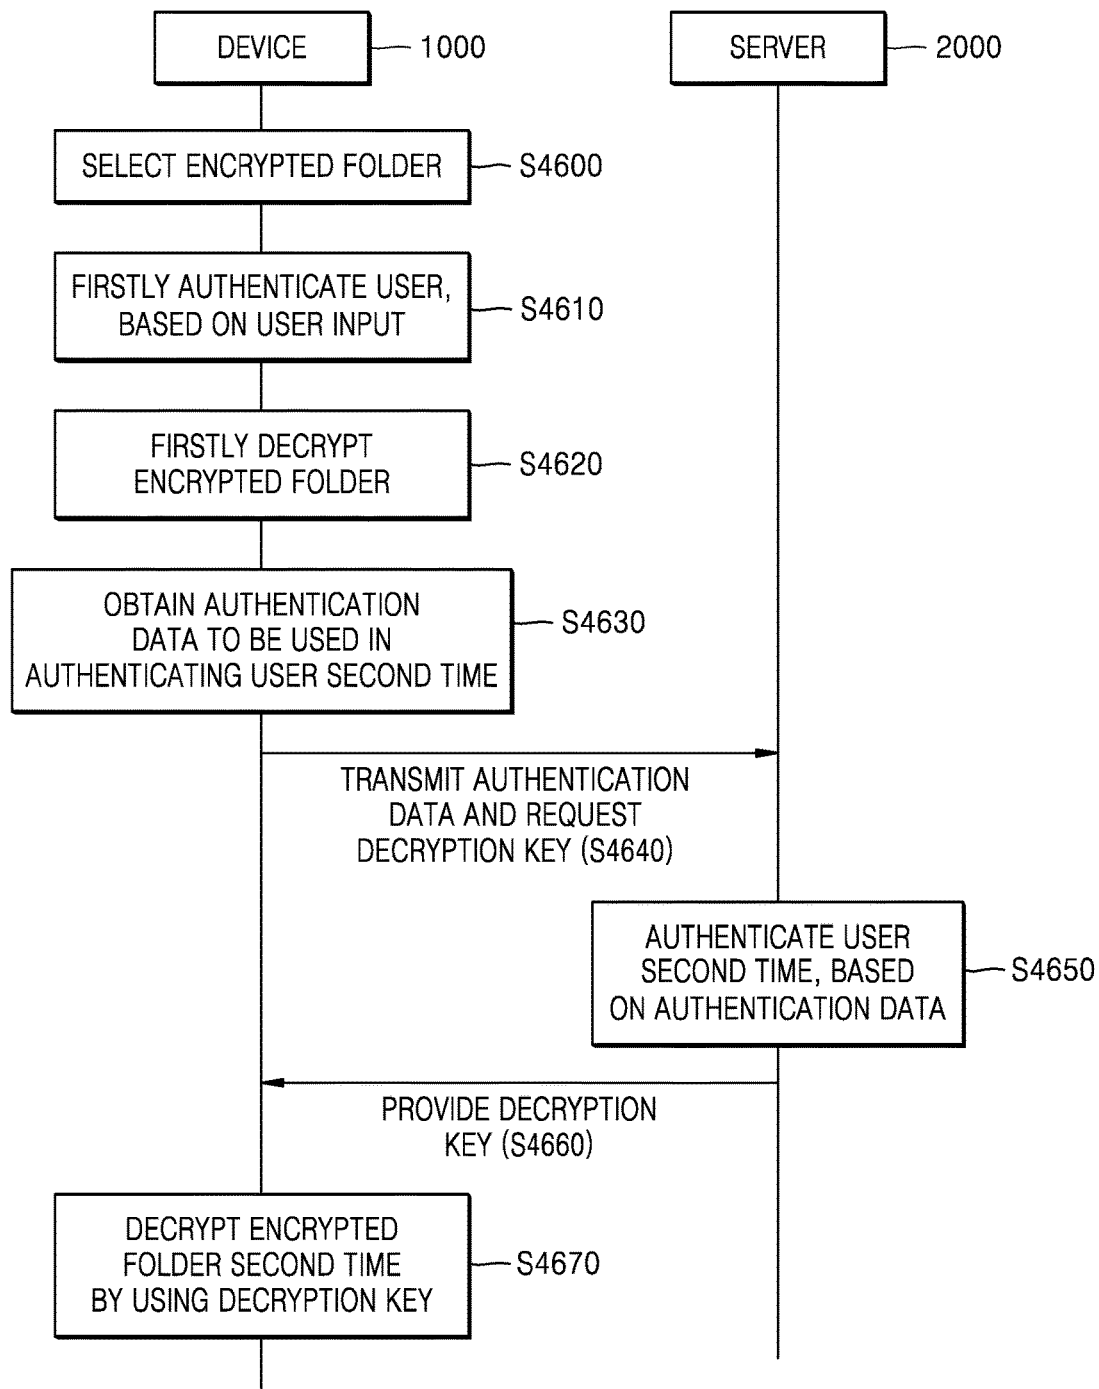 DEVICE
1000
SERVER
2000
SELECT ENCRYPTED FOLDER
S4600
FIRSTLY AUTHENTICATE USER,
BASED ON USER INPUT
S4610
FIRSTLY DECRYPT
ENCRYPTED FOLDER
S4620
OBTAIN AUTHENTICATION
DATA TO BE USED IN
AUTHENTICATING USER SECOND TIME
S4630
TRANSMIT AUTHENTICATION
DATA AND REQUEST
DECRYPTION KEY (S4640)
AUTHENTICATE USER
SECOND TIME, BASED
ON AUTHENTICATION DATA
S4650
PROVIDE DECRYPTION
KEY (S4660)
DECRYPT ENCRYPTED
FOLDER SECOND TIME
BY USING DECRYPTION KEY
S4670